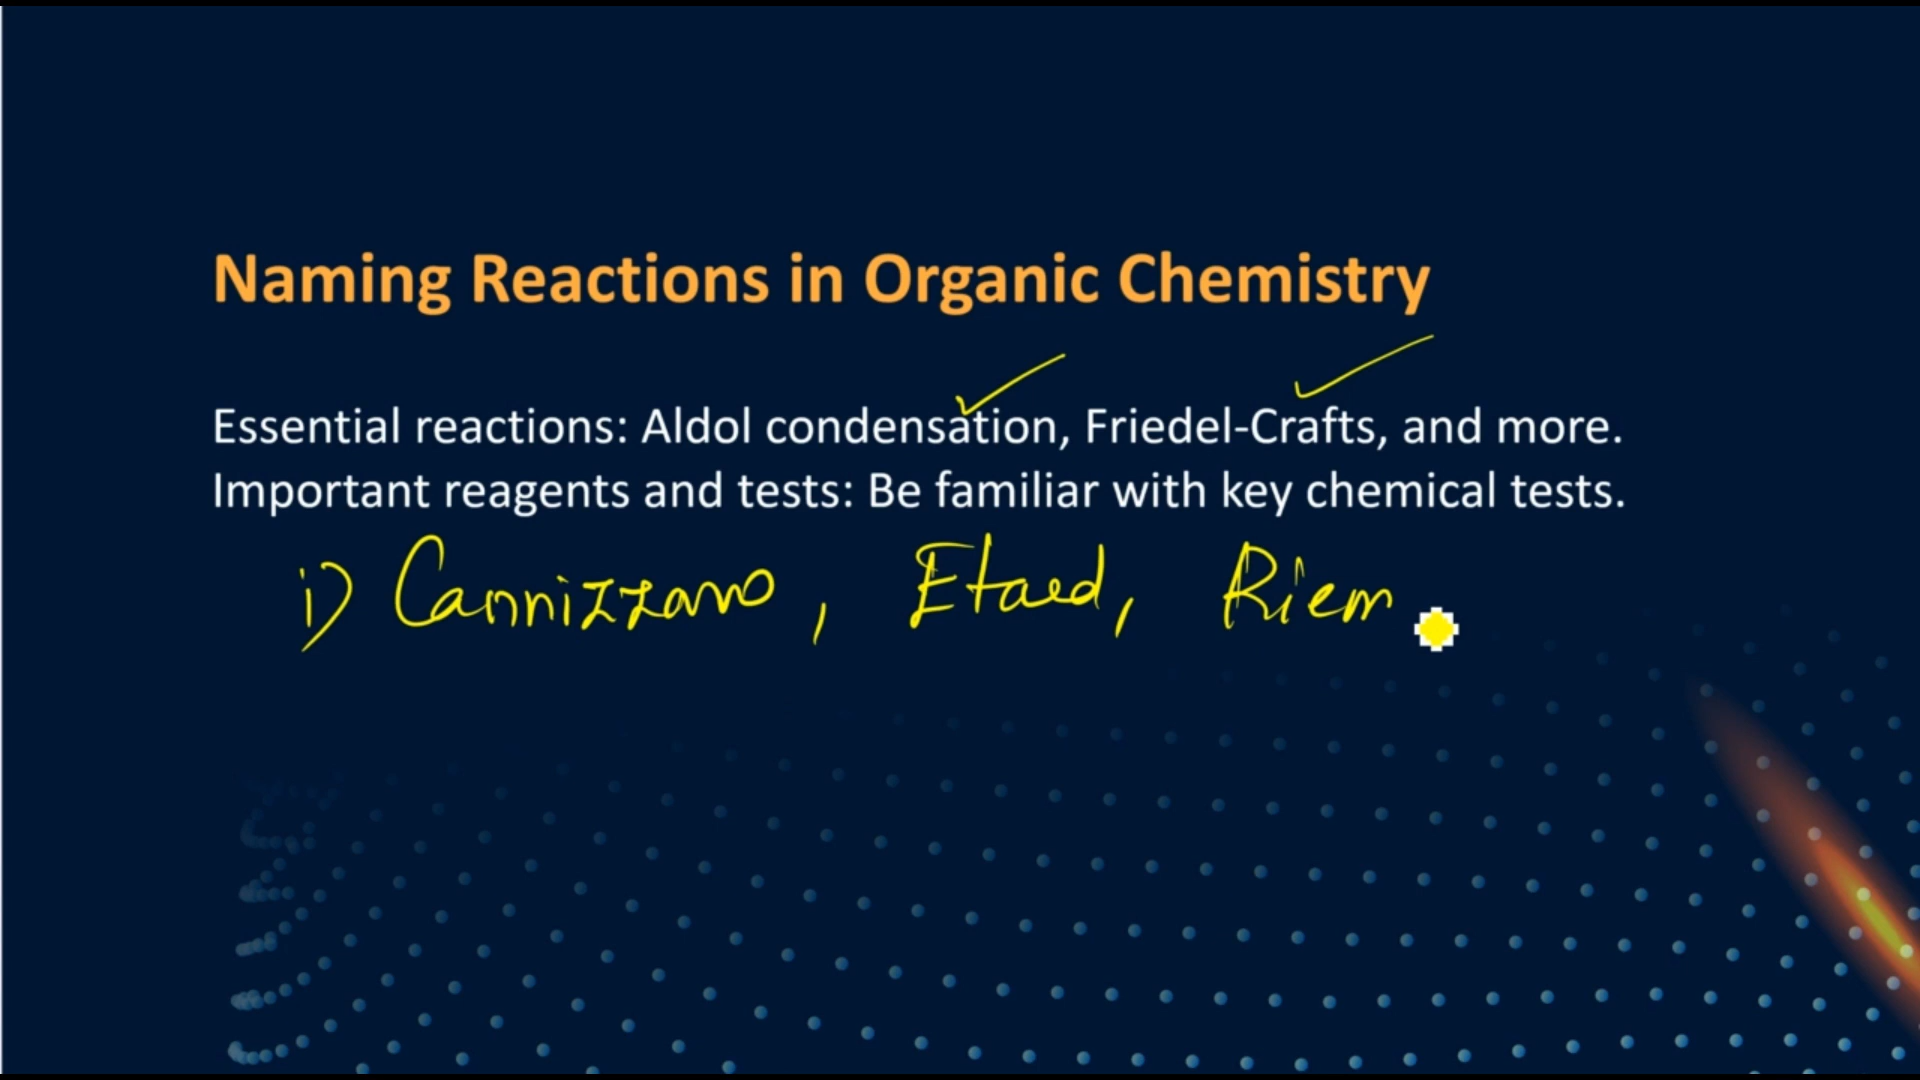 Naming Reactions in Organic Chemistry
Essential reactions: Aldol condensation, Friedel-Crafts, and more.
Important reagents and tests: Be familiar with key chemical tests.
i) Cannizzaro, Etard, Riem